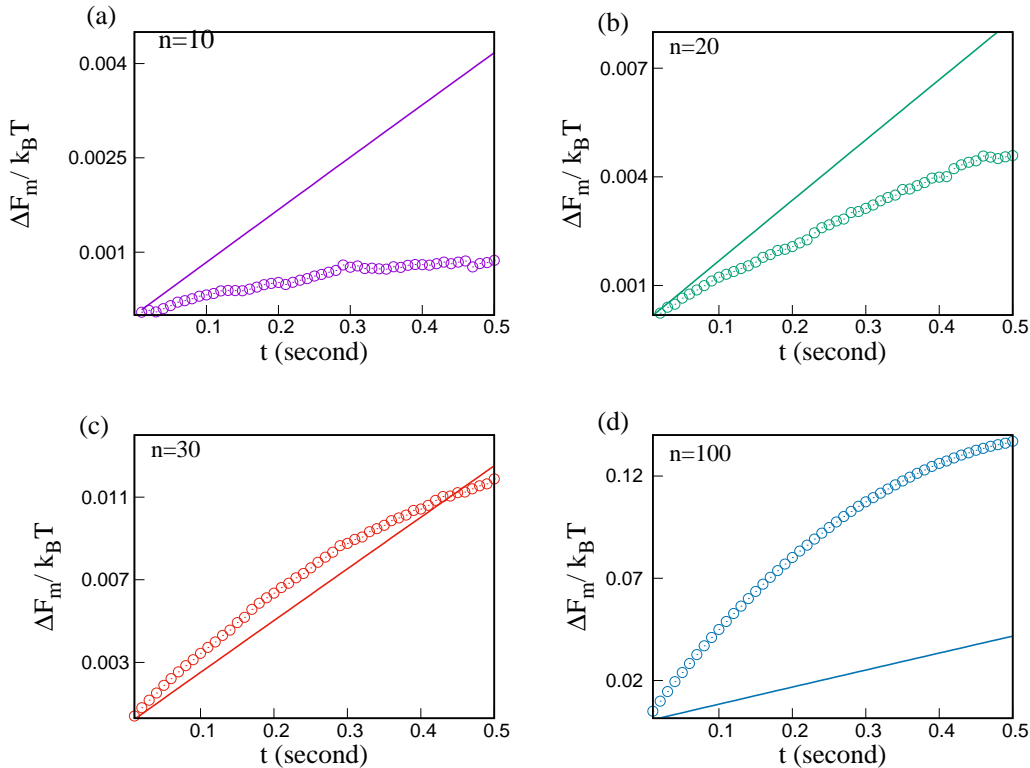 (a)
n=10
0.004
0.0025
0.001
ΔF_m/ k_BT
0.1 0.2 0.3 0.4 0.5
t (second)
(b)
n=20
0.007
0.004
0.001
ΔF_m/ k_BT
0.1 0.2 0.3 0.4 0.5
t (second)
(c)
n=30
0.011
0.007
0.003
ΔF_m/ k_BT
0.1 0.2 0.3 0.4 0.5
t (second)
(d)
n=100
0.12
0.07
0.02
ΔF_m/ k_BT
0.1 0.2 0.3 0.4 0.5
t (second)